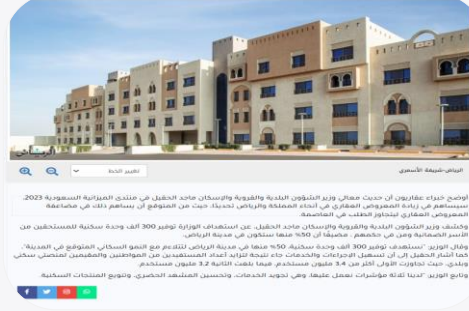 الرياض
الرياض-شريفة الأسمري
تغيير الخط
أوضح خبراء عقاريون أن حديث معالي وزير الشؤون البلدية والقروية والإسكان ماجد الحقيل في منتدى الميزانية السعودية 2023،
سيساهم في زيادة المعروض العقاري في أنحاء المملكة والرياض تحديدًا، حيث من المتوقع أن يساهم ذلك في مضاعفة
المعروض العقاري ليتجاوز الطلب في العاصمة.
وكشف وزير الشؤون البلدية والقروية والإسكان ماجد الحقيل، عن استهداف الوزارة توفير 300 ألف وحدة سكنية للمستحقين من
الأسر الضمانية ومن في حكمهم . مضيفًا أن 50% منها ستكون في مدينة الرياض.
وقال الوزير: "نستهدف توفير 300 ألف وحدة سكنية، 50% منها في مدينة الرياض لتتلاءم مع النمو السكاني المتوقع في المدينة".
كما أشار الحقيل إلى أن تسهيل الإجراءات والخدمات جاء نتيجة لتزايد أعداد المستفيدين من المواطنين والمقيمين لمنصتي سكني
وبلدي، حيث تجاوزت الأولى أكثر من 3.4 مليون مستخدم، فيما بلغت الثانية 3.2 مليون مستخدم.
وتابع الوزير: "لدينا ثلاثة مؤشرات نعمل عليها، وهي تجويد الخدمات، وتحسين المشهد الحضري، وتنويع المنتجات السكنية.